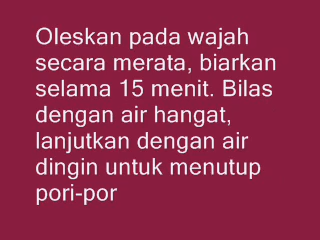 Oleskan pada wajah
secara merata, biarkan
selama 15 menit. Bilas
dengan air hangat,
lanjutkan dengan air
dingin untuk menutup
pori-por